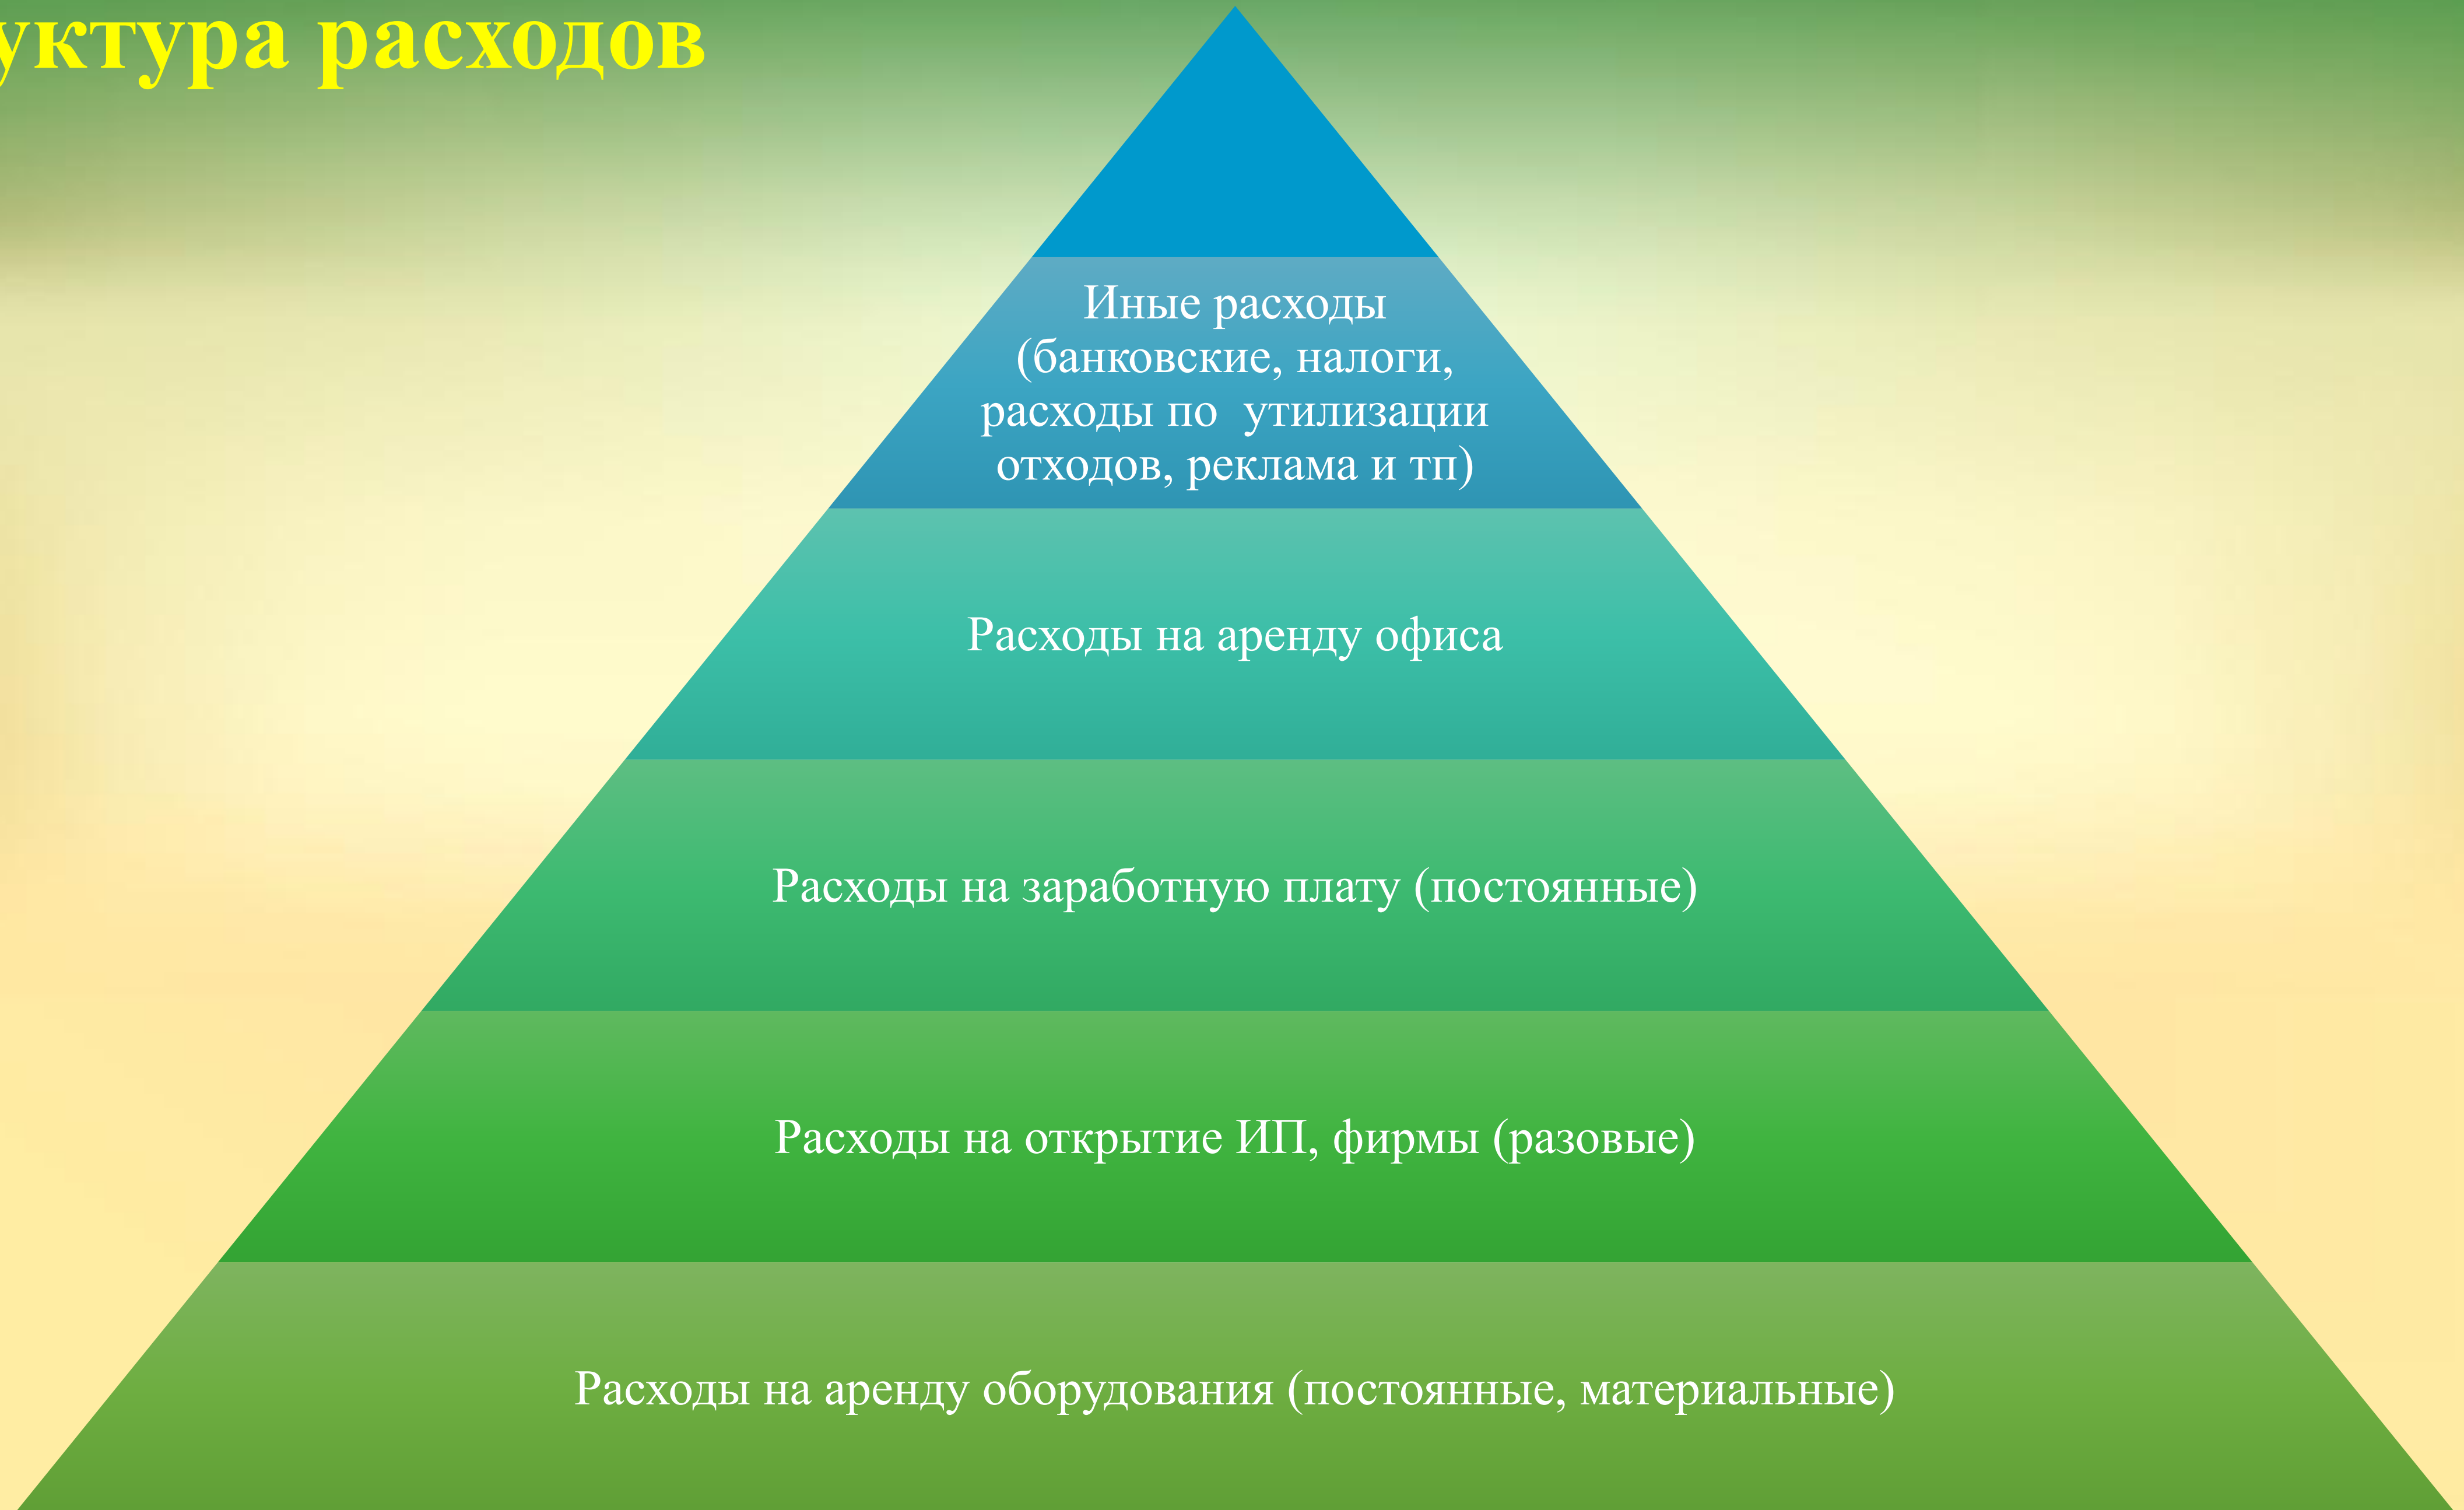 уктура расходов
Иные расходы
(банковские, налоги,
расходы по  утилизации
отходов, реклама и тп)
Расходы на аренду офиса
Расходы на заработную плату (постоянные)
Расходы на открытие ИП, фирмы (разовые)
Расходы на аренду оборудования (постоянные, материальные)